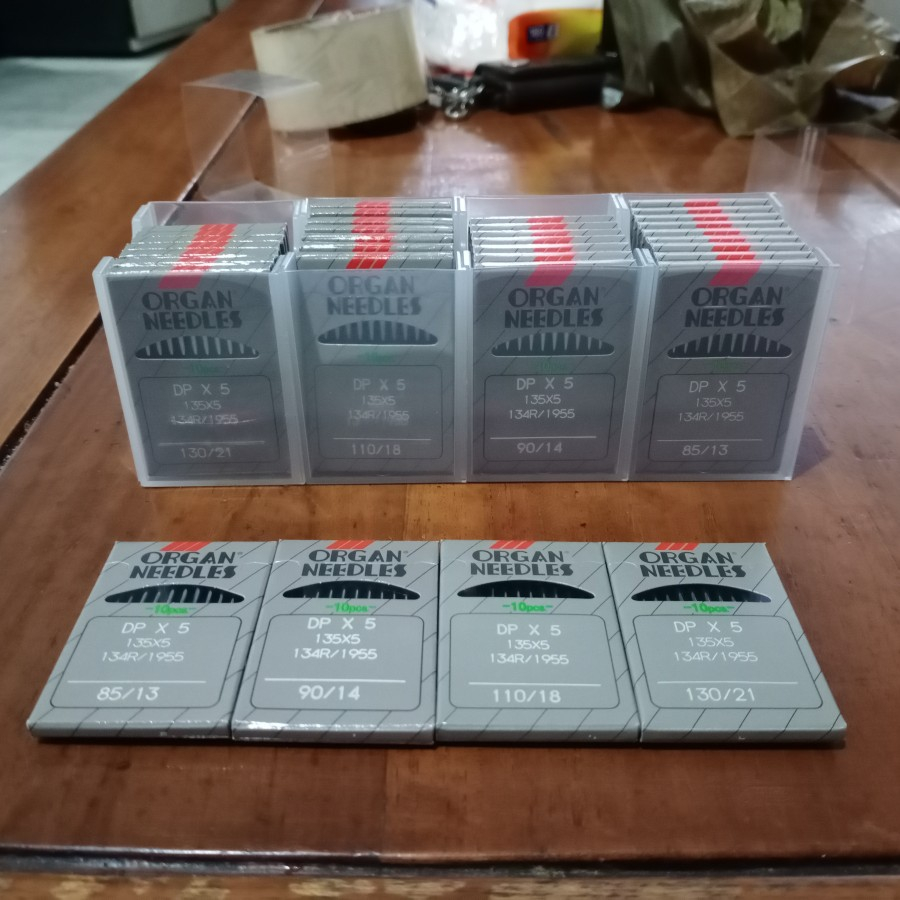 ORGAN
NEEDLES
DP X 5
135X5
134R/1955
130/21
ORGAN
NEEDLES
DP X 5
135X5
134R/1955
110/18
ORGAN
NEEDLES
DP X 5
135X5
134R/1955
90/14
ORGAN
NEEDLES
DP X 5
135X5
134R/1955
85/13
ORGAN
NEEDLES
-10pcs-
DP X 5
135X5
134R/1955
85/13
ORGAN
NEEDLES
-10pcs-
DP X 5
135X5
134R/1955
90/14
ORGAN
NEEDLES
-10pcs-
DP X 5
135X5
134R/1955
110/18
ORGAN
NEEDLES
-10pcs-
DP X 5
135X5
134R/1955
130/21